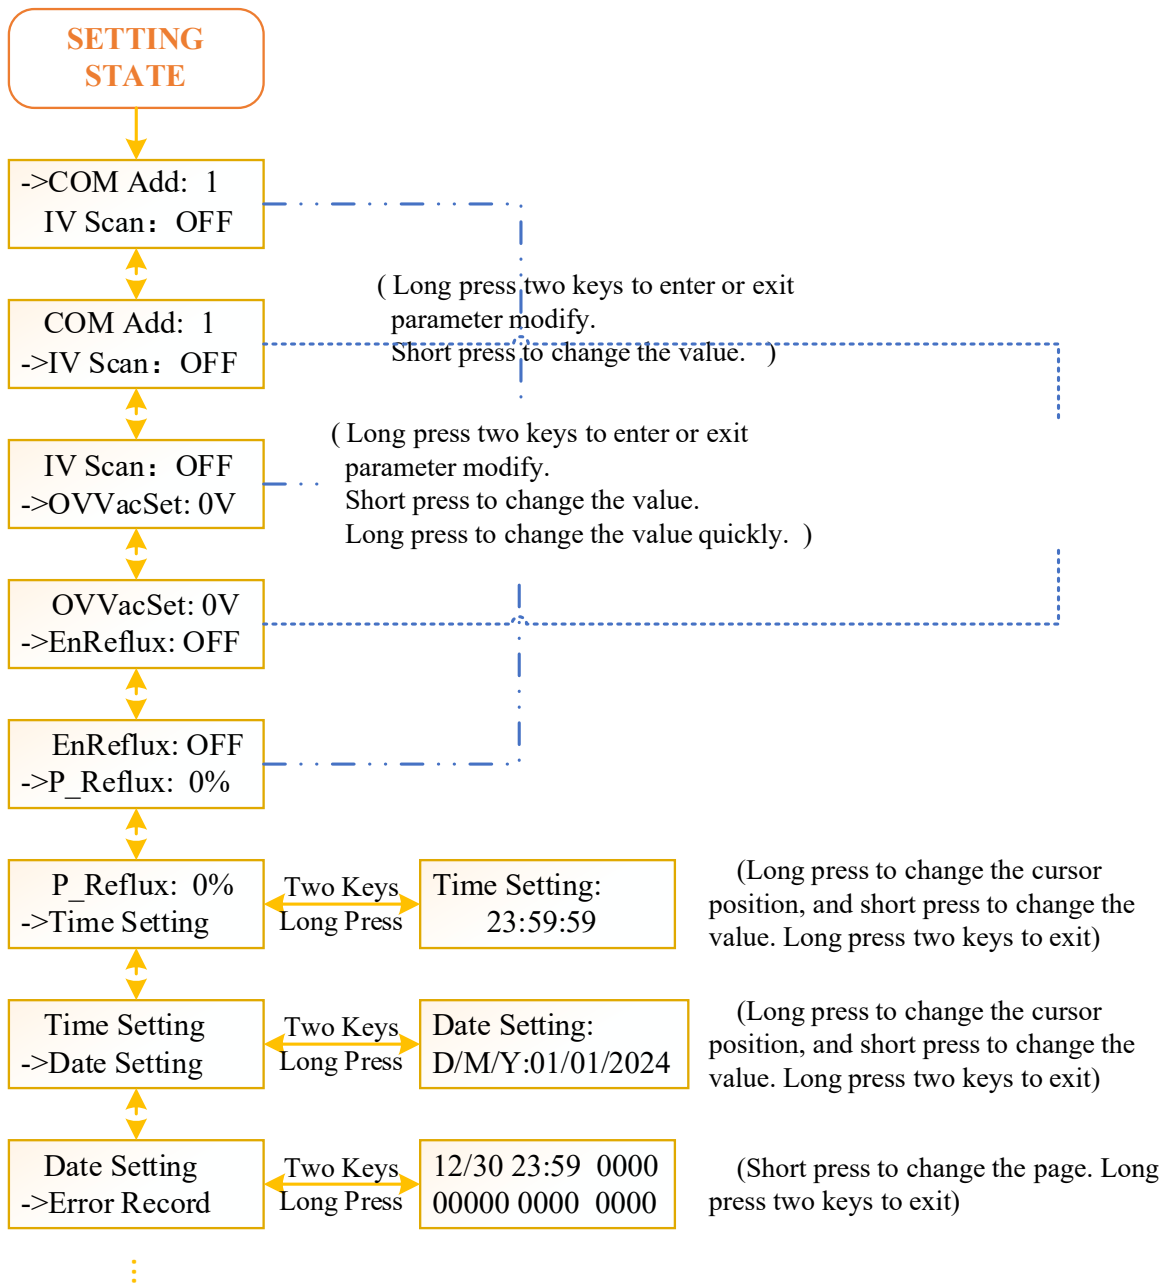 SETTING
STATE
->COM Add: 1
IV Scan：OFF
COM Add: 1
->IV Scan：OFF
( Long press two keys to enter or exit
parameter modify.
Short press to change the value. )
IV Scan：OFF
->OVVacSet: 0V
( Long press two keys to enter or exit
parameter modify.
Short press to change the value.
Long press to change the value quickly. )
OVVacSet: 0V
->EnReflux: OFF
EnReflux: OFF
->P_Reflux: 0%
P_Reflux: 0%
->Time Setting
Two Keys
Long Press
Time Setting:
23:59:59
(Long press to change the cursor
position, and short press to change the
value. Long press two keys to exit)
Time Setting
->Date Setting
Two Keys
Long Press
Date Setting:
D/M/Y:01/01/2024
(Long press to change the cursor
position, and short press to change the
value. Long press two keys to exit)
Date Setting
->Error Record
Two Keys
Long Press
12/30 23:59 0000
00000 0000 0000
(Short press to change the page. Long
press two keys to exit)